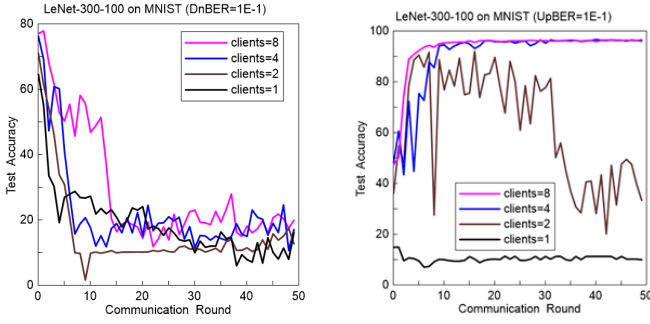 LeNet-300-100 on MNIST (DnBER=1E-1)
80
60
40
20
0
Test Accuracy
clients=8
clients=4
clients=2
clients=1
0 10 20 30 40 50
Communication Round
LeNet-300-100 on MNIST (UpBER=1E-1)
100
80
60
40
20
0
Test Accuracy
clients=8
clients=4
clients=2
clients=1
0 10 20 30 40 50
Communication Round